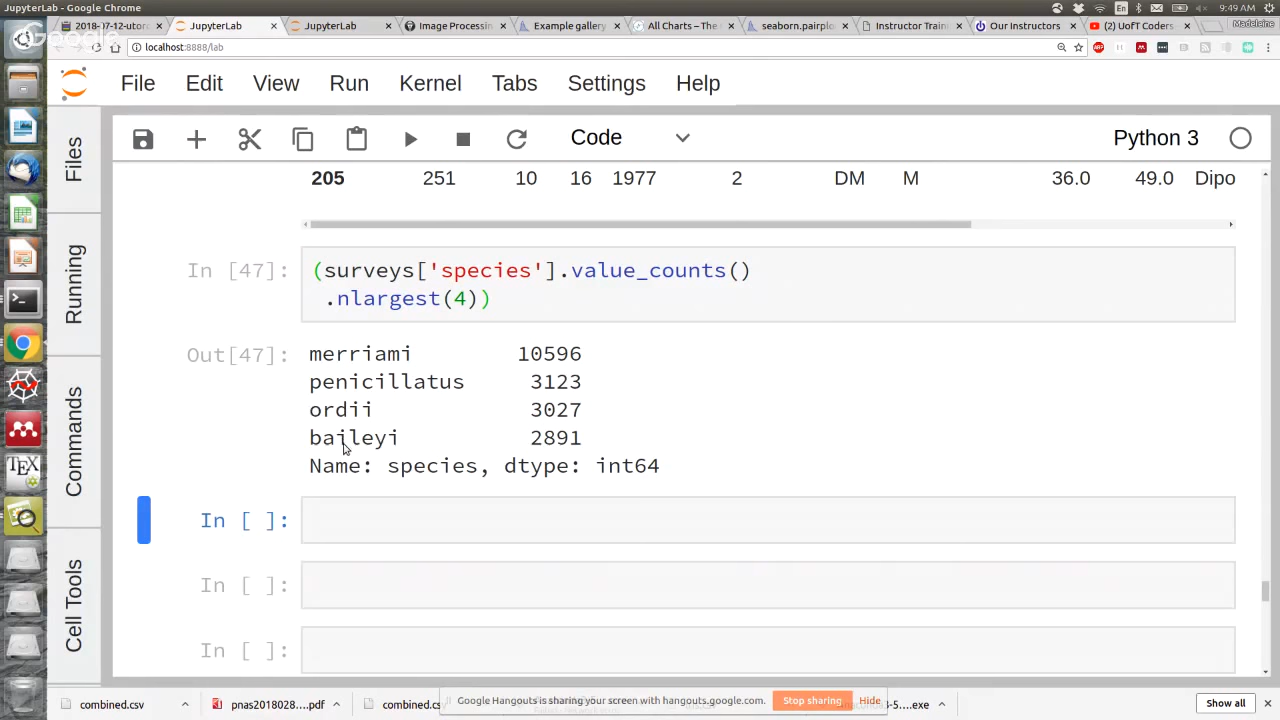 JupyterLab - Google Chrome
En
9:49 AM
2018-07-12-utor
JupyterLab
JupyterLab
Image Processin
Example gallery
All Charts – The
seaborn.pairplo
Instructor Traini
Our Instructors
(2) UofT Coders
Madeleine
localhost:8888/lab
File Edit View Run Kernel Tabs Settings Help
Code
Python 3
Files
Running
Commands
Cell Tools
205 251 10 16 1977 2 DM M 36.0 49.0 Dipo
In [47]:
(surveys['species'].value_counts()
.nlargest(4))
Out[47]:
merriami 10596
penicillatus 3123
ordii 3027
baileyi 2891
Name: species, dtype: int64
In [ ]:
In [ ]:
In [ ]:
combined.csv
pnas2018028....pdf
combined.cs
Google Hangouts is sharing your screen with hangouts.google.com.
Stop sharing
Hide
-5....exe
Show all